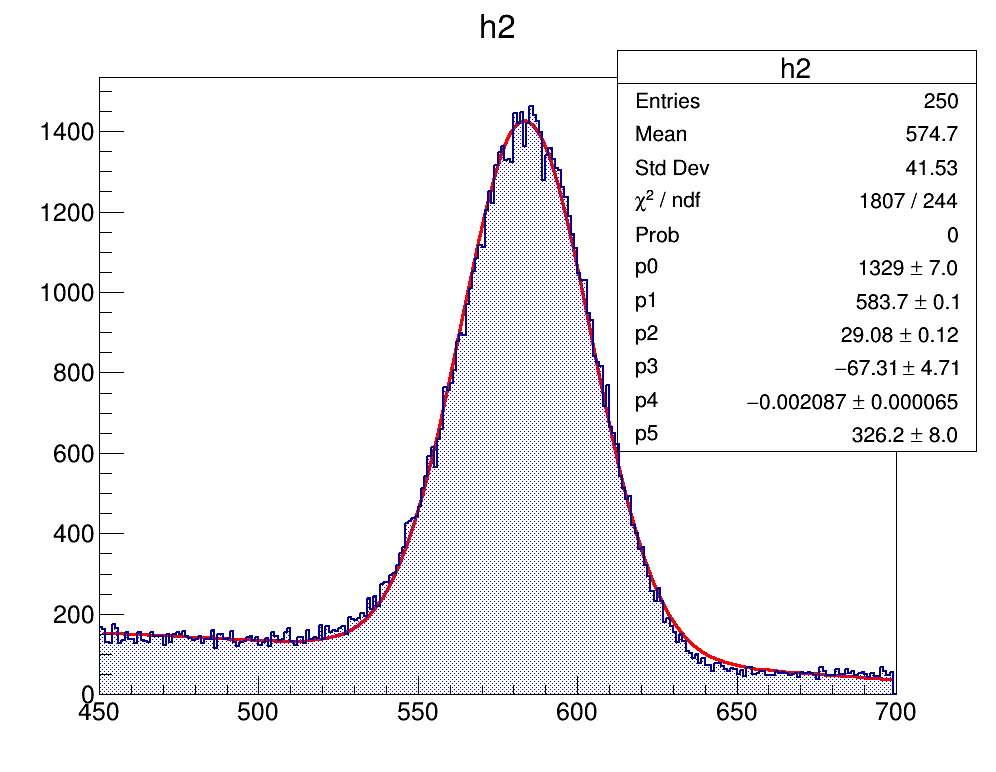 h2
h2
Entries 250
Mean 574.7
Std Dev 41.53
χ² / ndf 1807 / 244
Prob 0
p0 1329 ± 7.0
p1 583.7 ± 0.1
p2 29.08 ± 0.12
p3 −67.31 ± 4.71
p4 −0.002087 ± 0.000065
p5 326.2 ± 8.0
1400
1200
1000
800
600
400
200
0
450 500 550 600 650 700